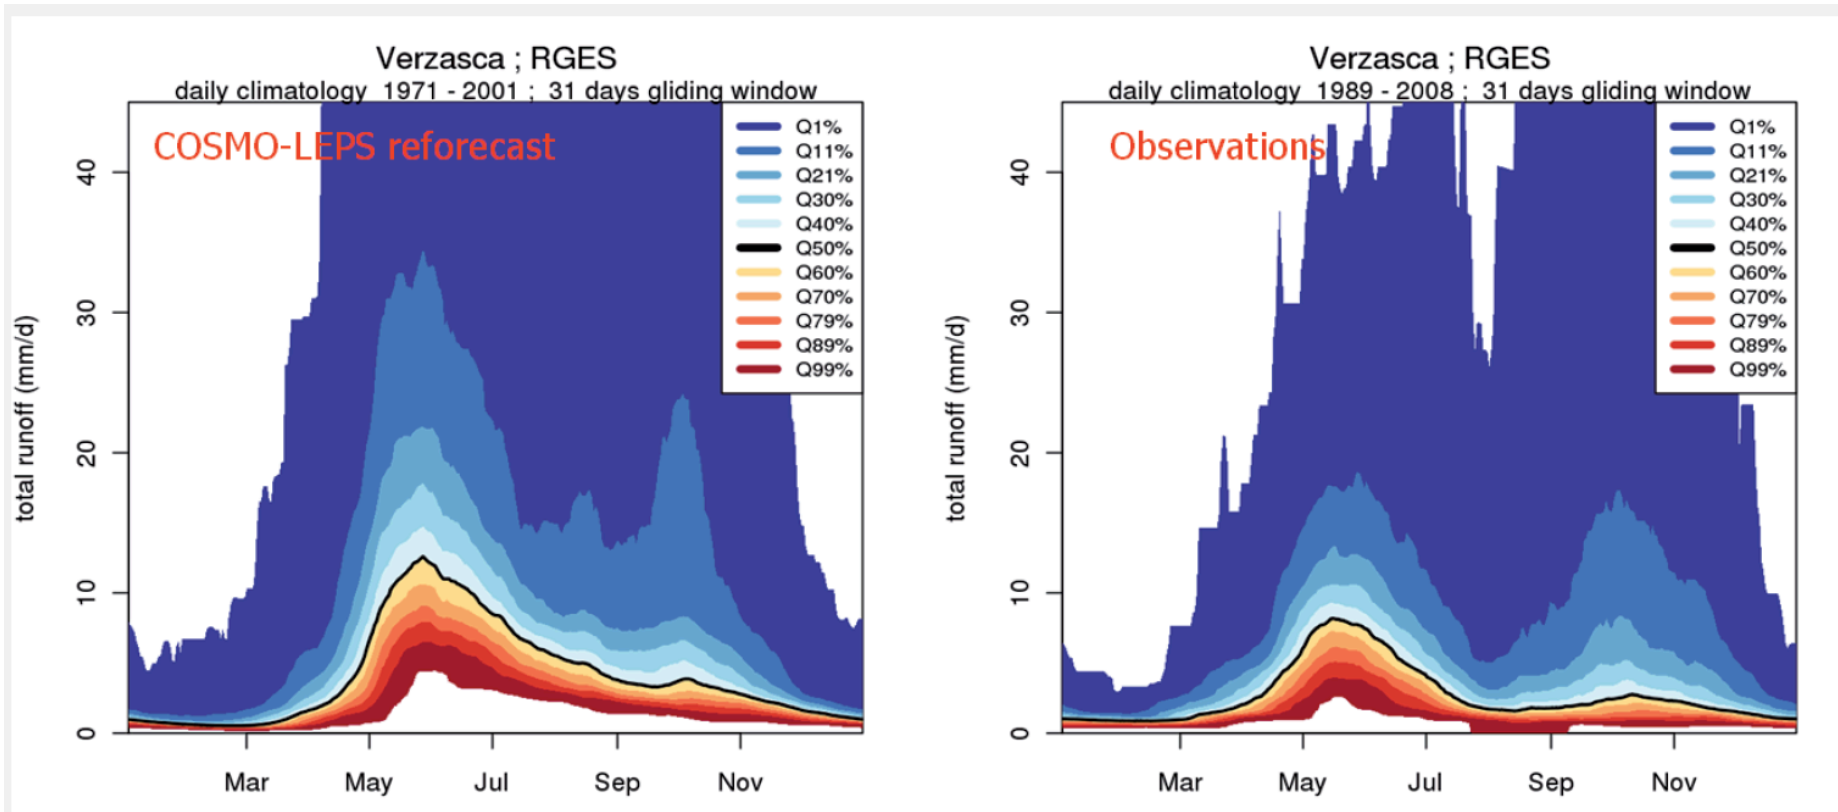 Verzasca ; RGES
daily climatology 1971 - 2001 ; 31 days gliding window
COSMO-LEPS reforecast
Q1%
Q11%
Q21%
Q30%
Q40%
Q50%
Q60%
Q70%
Q79%
Q89%
Q99%
total runoff (mm/d)
40
30
20
10
0
Mar May Jul Sep Nov
Verzasca ; RGES
daily climatology 1989 - 2008 ; 31 days gliding window
Observations
Q1%
Q11%
Q21%
Q30%
Q40%
Q50%
Q60%
Q70%
Q79%
Q89%
Q99%
total runoff (mm/d)
40
30
20
10
0
Mar May Jul Sep Nov